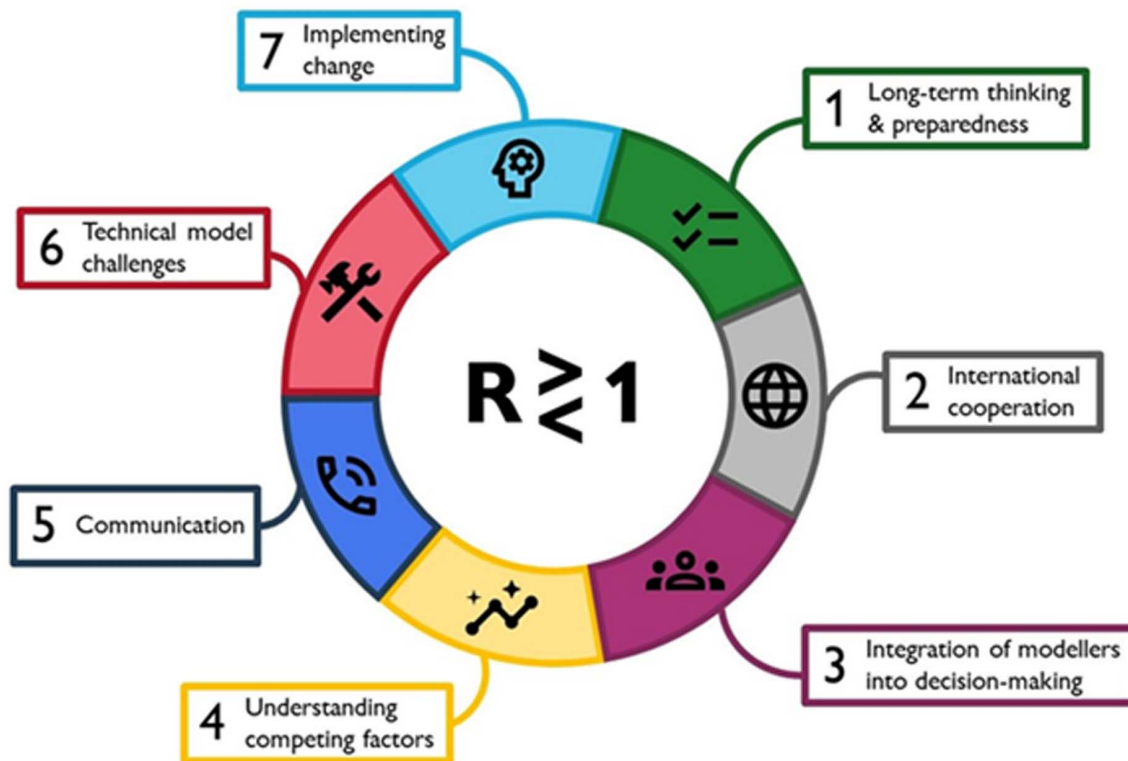 7 Implementing
change
1 Long-term thinking
& preparedness
6 Technical model
challenges
R ≷ 1
2 International
cooperation
5 Communication
3 Integration of modellers
into decision-making
4 Understanding
competing factors